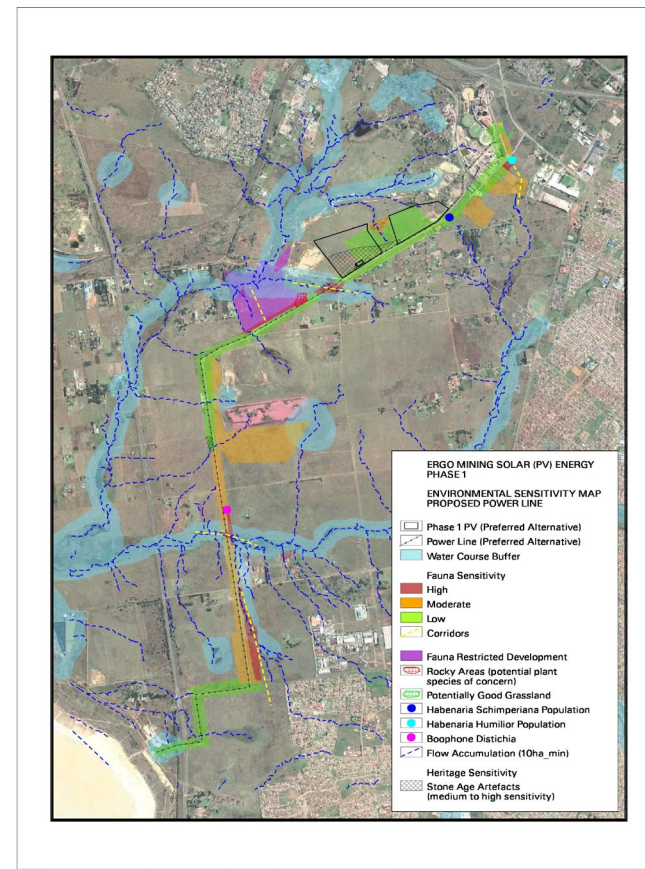 ERGO MINING SOLAR (PV) ENERGY
PHASE 1
ENVIRONMENTAL SENSITIVITY MAP
PROPOSED POWER LINE
Phase 1 PV (Preferred Alternative)
Power Line (Preferred Alternative)
Water Course Buffer
Fauna Sensitivity
High
Moderate
Low
Corridors
Fauna Restricted Development
Rocky Areas (potential plant
species of concern)
Potentially Good Grassland
Habenaria Schimperiana Population
Habenaria Humilior Population
Boophone Distichia
Flow Accumulation (10ha_min)
Heritage Sensitivity
Stone Age Artefacts
(medium to high sensitivity)